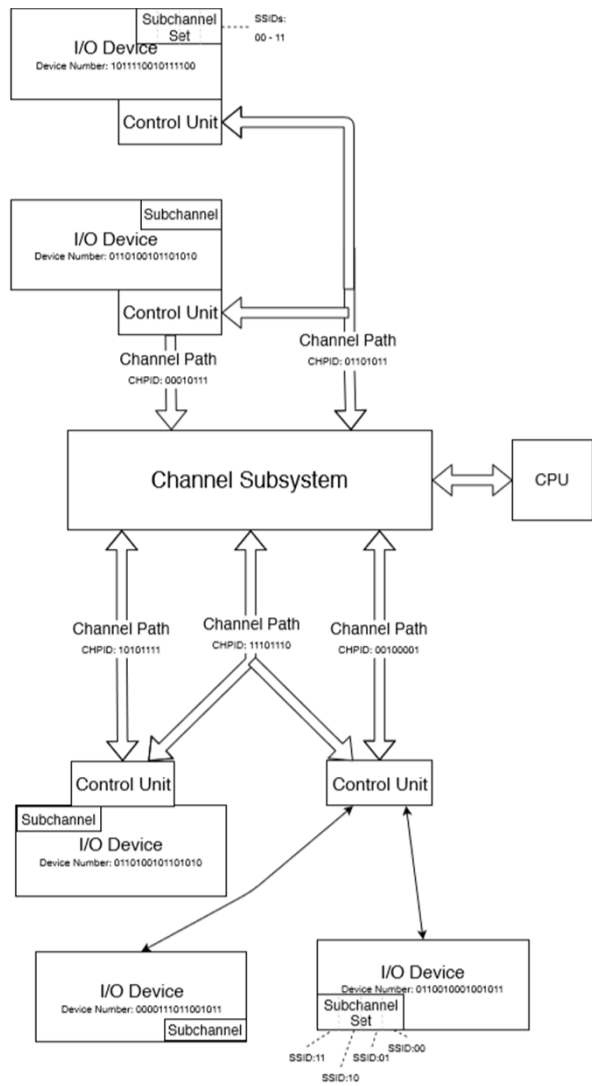 Subchannel
Set
SSIDs:
00 - 11
I/O Device
Device Number: 1011110010111100
Control Unit
Subchannel
I/O Device
Device Number: 0110100101101010
Control Unit
Channel Path
CHPID: 00010111
Channel Path
CHPID: 01101011
Channel Subsystem
CPU
Channel Path
CHPID: 10101111
Channel Path
CHPID: 11101110
Channel Path
CHPID: 00100001
Control Unit
Control Unit
Subchannel
I/O Device
Device Number: 0110100101101010
I/O Device
Device Number: 0000111011001011
Subchannel
I/O Device
Device Number: 0110010001001011
Subchannel
Set
SSID:11
SSID:10
SSID:01
SSID:00